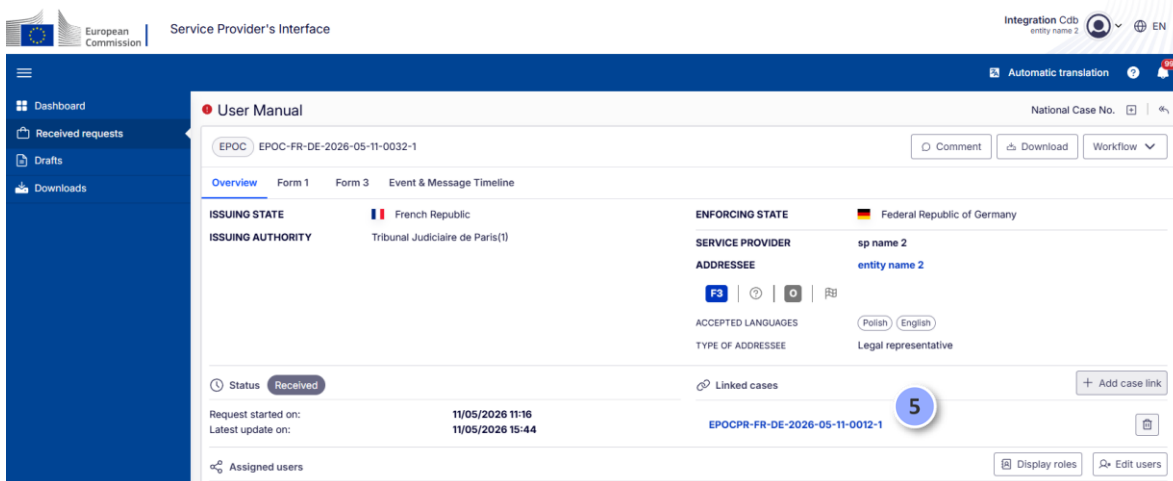 European
Commission
Service Provider's Interface
Integration Cdb
entity name 2
EN
Automatic translation
99
Dashboard
Received requests
Drafts
Downloads
User Manual
National Case No.
EPOC EPOC-FR-DE-2026-05-11-0032-1
Comment
Download
Workflow
Overview Form 1 Form 3 Event & Message Timeline
ISSUING STATE French Republic
ISSUING AUTHORITY Tribunal Judiciaire de Paris(1)
ENFORCING STATE Federal Republic of Germany
SERVICE PROVIDER sp name 2
ADDRESSEE entity name 2
F3 O
ACCEPTED LANGUAGES Polish English
TYPE OF ADDRESSEE Legal representative
Status Received
Request started on: 11/05/2026 11:16
Latest update on: 11/05/2026 15:44
Linked cases
+ Add case link
5
EPOCPR-FR-DE-2026-05-11-0012-1
Assigned users
Display roles
Edit users